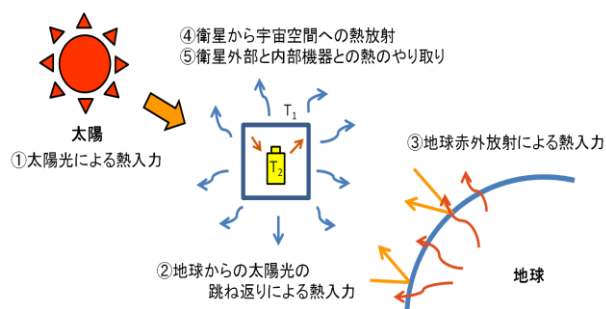 ④衛星から宇宙空間への熱放射
⑤衛星外部と内部機器との熱のやり取り
T1
太陽
①太陽光による熱入力
③地球赤外放射による熱入力
T2
②地球からの太陽光の
跳ね返りによる熱入力
地球